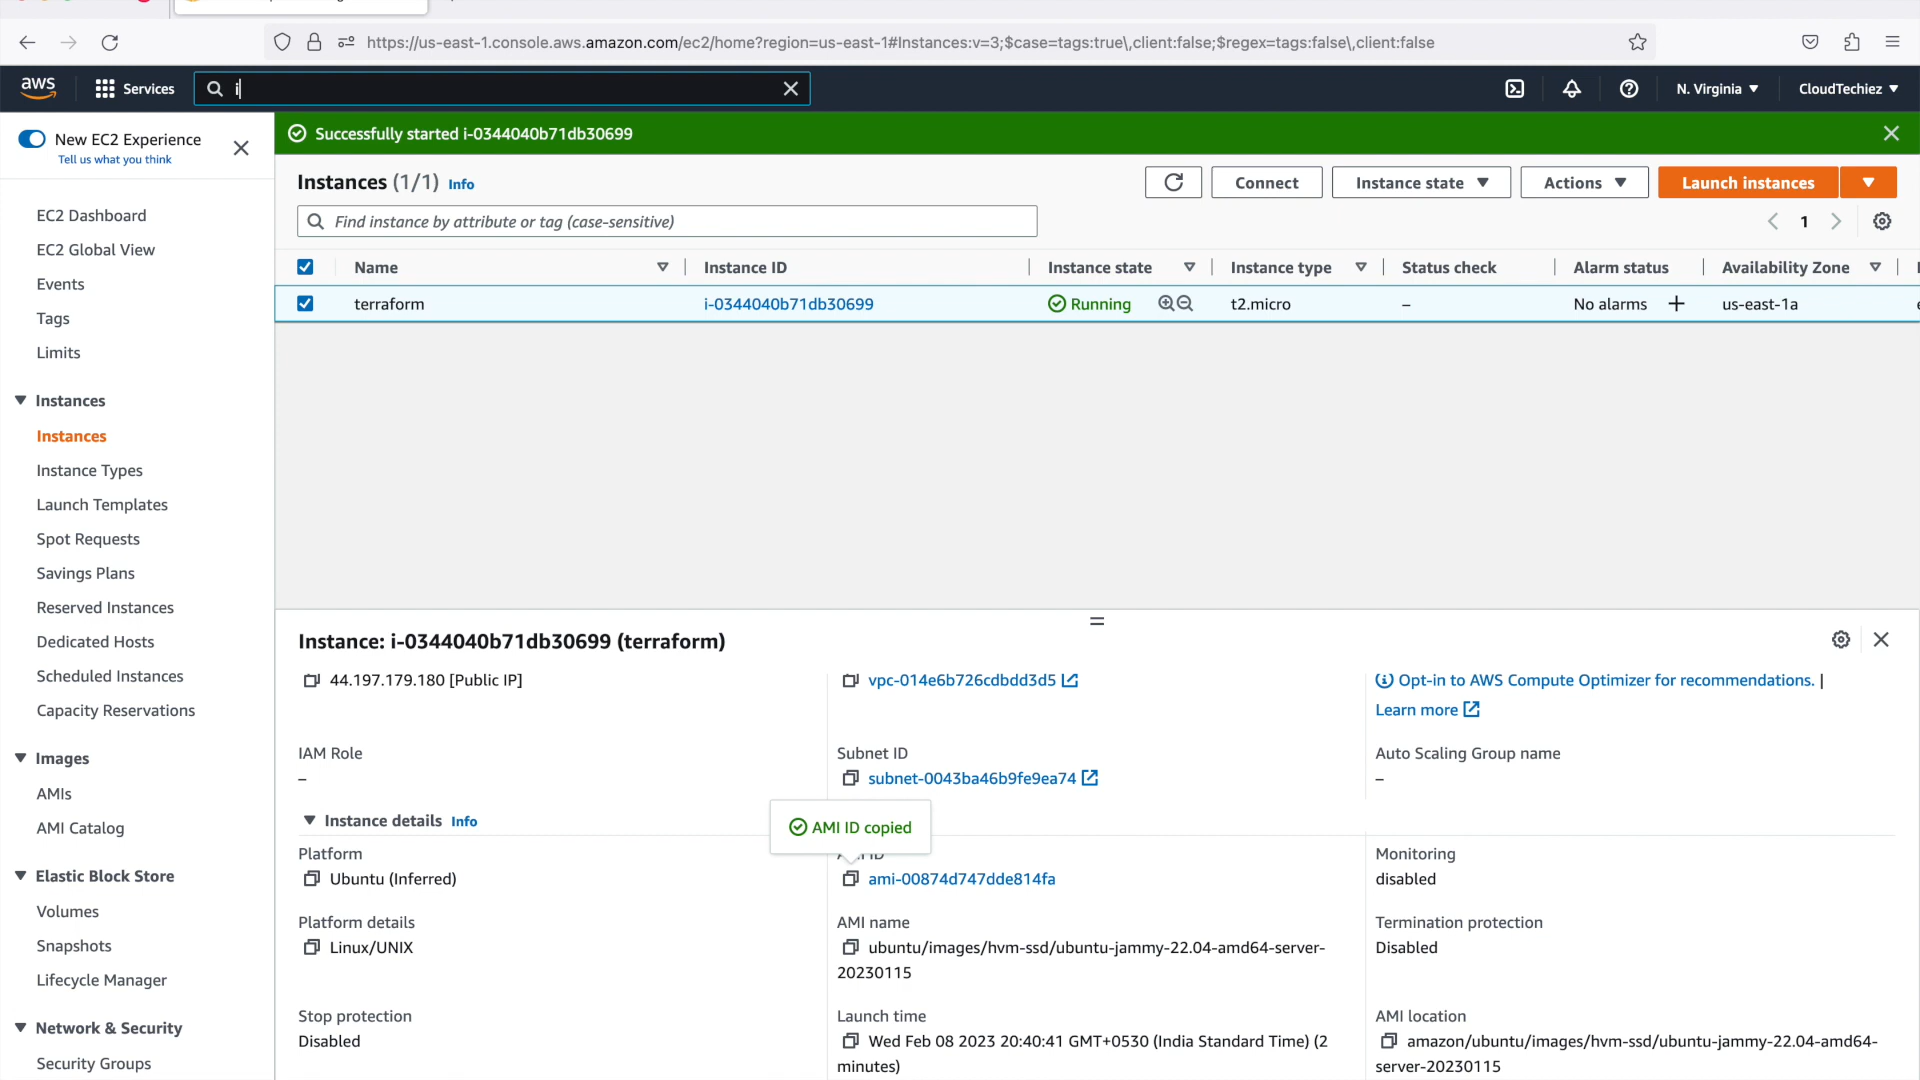 https://us-east-1.console.aws.amazon.com/ec2/home?region=us-east-1#Instances:v=3;$case=tags:true\,client:false;$regex=tags:false\,client:false
aws
Services
i
N. Virginia
CloudTechiez
New EC2 Experience
Tell us what you think
Successfully started i-0344040b71db30699
Instances (1/1) Info
Connect
Instance state
Actions
Launch instances
Find instance by attribute or tag (case-sensitive)
1
Name
Instance ID
Instance state
Instance type
Status check
Alarm status
Availability Zone
terraform
i-0344040b71db30699
Running
t2.micro
–
No alarms
us-east-1a
EC2 Dashboard
EC2 Global View
Events
Tags
Limits
Instances
Instances
Instance Types
Launch Templates
Spot Requests
Savings Plans
Reserved Instances
Dedicated Hosts
Scheduled Instances
Capacity Reservations
Images
AMIs
AMI Catalog
Elastic Block Store
Volumes
Snapshots
Lifecycle Manager
Network & Security
Security Groups
Instance: i-0344040b71db30699 (terraform)
44.197.179.180 [Public IP]
vpc-014e6b726cdbdd3d5
Opt-in to AWS Compute Optimizer for recommendations. |
Learn more
IAM Role
–
Subnet ID
subnet-0043ba46b9fe9ea74
Auto Scaling Group name
–
Instance details Info
AMI ID copied
Platform
Ubuntu (Inferred)
ami-00874d747dde814fa
Monitoring
disabled
Platform details
Linux/UNIX
AMI name
ubuntu/images/hvm-ssd/ubuntu-jammy-22.04-amd64-server-
20230115
Termination protection
Disabled
Stop protection
Disabled
Launch time
Wed Feb 08 2023 20:40:41 GMT+0530 (India Standard Time) (2
minutes)
AMI location
amazon/ubuntu/images/hvm-ssd/ubuntu-jammy-22.04-amd64-
server-20230115